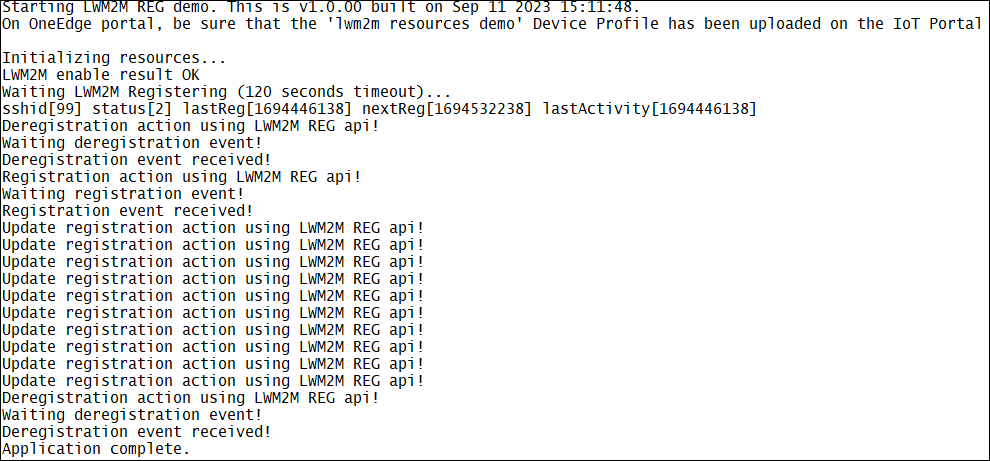 Starting LWM2M REG demo. This is v1.0.00 built on Sep 11 2023 15:11:48.
On OneEdge portal, be sure that the 'lwm2m resources demo' Device Profile has been uploaded on the IoT Portal
Initializing resources...
LWM2M enable result OK
Waiting LWM2M Registering (120 seconds timeout)...
sshid[99] status[2] lastReg[1694446138] nextReg[1694532238] lastActivity[1694446138]
Deregistration action using LWM2M REG api!
Waiting deregistration event!
Deregistration event received!
Registration action using LWM2M REG api!
Waiting registration event!
Registration event received!
Update registration action using LWM2M REG api!
Update registration action using LWM2M REG api!
Update registration action using LWM2M REG api!
Update registration action using LWM2M REG api!
Update registration action using LWM2M REG api!
Update registration action using LWM2M REG api!
Update registration action using LWM2M REG api!
Update registration action using LWM2M REG api!
Update registration action using LWM2M REG api!
Update registration action using LWM2M REG api!
Deregistration action using LWM2M REG api!
Waiting deregistration event!
Deregistration event received!
Application complete.